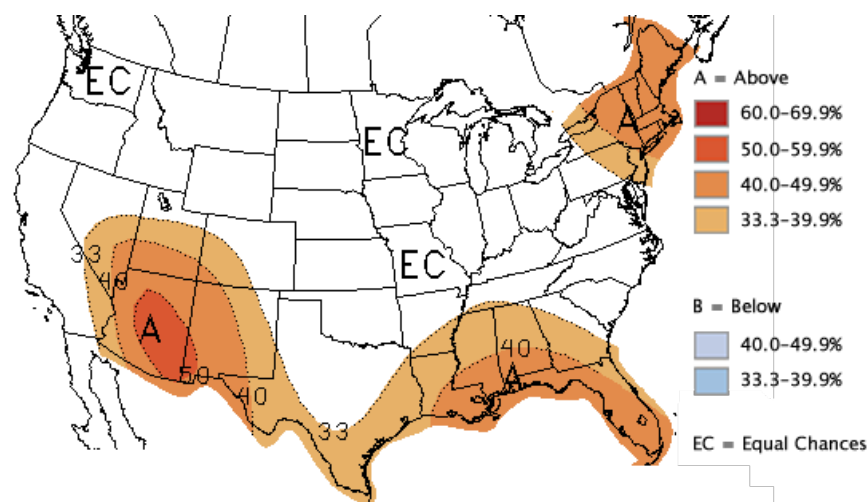 EC
EC
EC
A
33
40
A
50
40
33
40
A
A = Above
60.0–69.9%
50.0–59.9%
40.0–49.9%
33.3–39.9%
B = Below
40.0–49.9%
33.3–39.9%
EC = Equal Chances